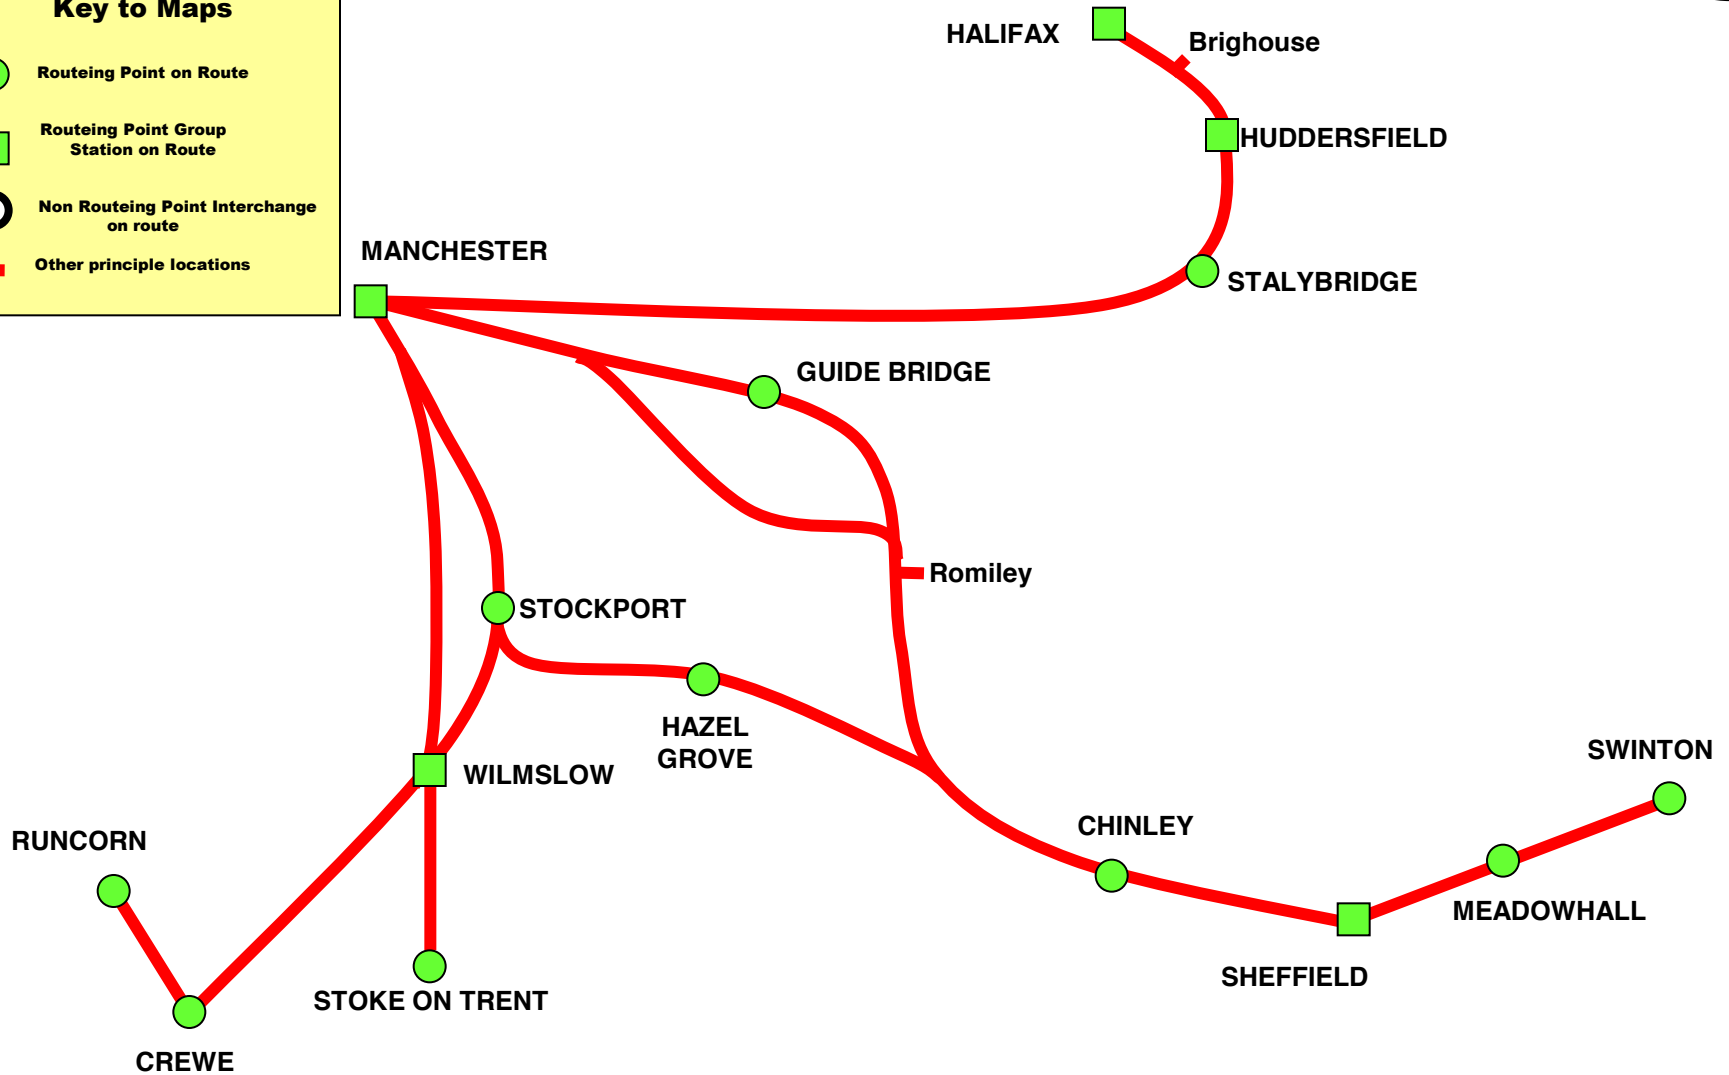 Key to Maps
Routeing Point on Route
Routeing Point Group
Station on Route
Non Routeing Point Interchange
on route
Other principle locations
HALIFAX
Brighouse
HUDDERSFIELD
MANCHESTER
STALYBRIDGE
GUIDE BRIDGE
Romiley
STOCKPORT
HAZEL
GROVE
WILMSLOW
SWINTON
RUNCORN
CHINLEY
MEADOWHALL
SHEFFIELD
STOKE ON TRENT
CREWE